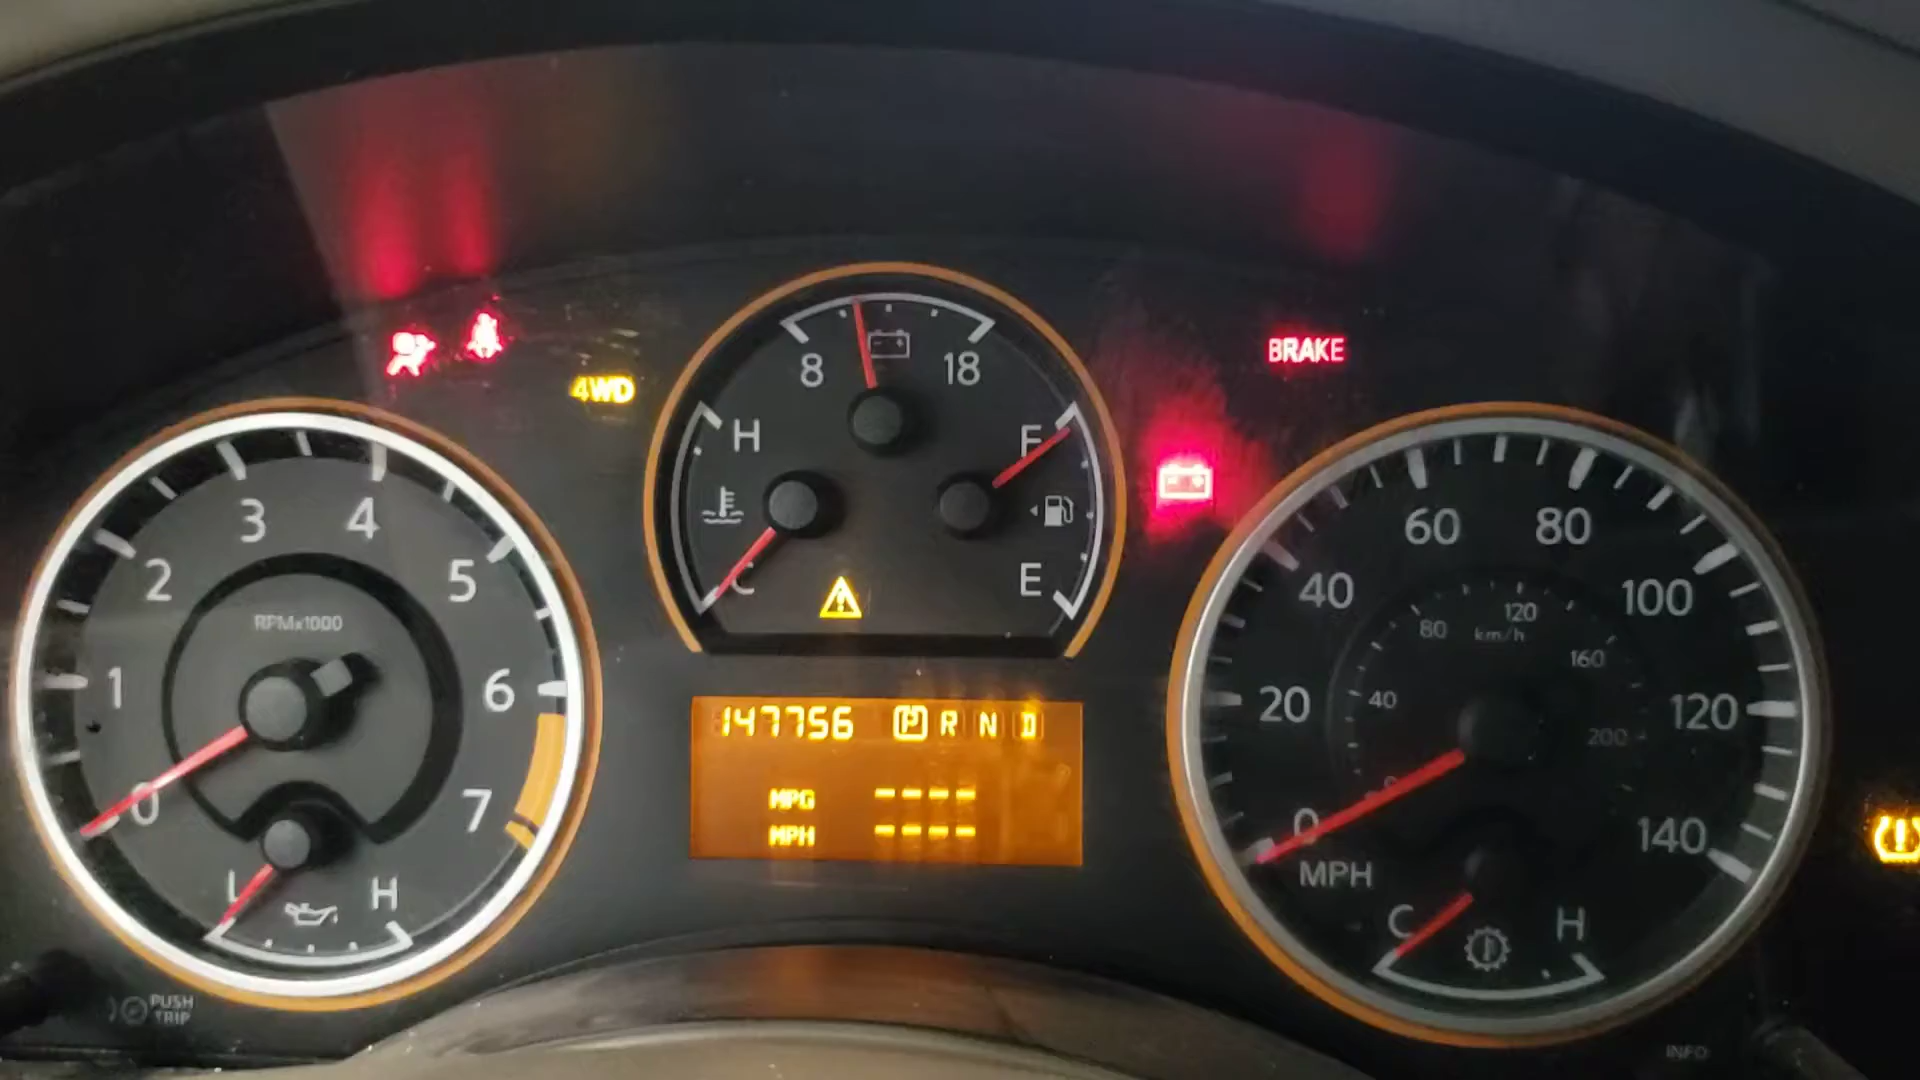 BRAKE
4WD
8 18
H F
C E
RPMx1000
0 1 2 3 4 5 6 7
L H
147756 P R N D
MPG ----
MPH ----
0 20 40 60 80 100 120 140
MPH
0 40 80 120 160 200
km/h
C H
PUSH
TRIP
INFO